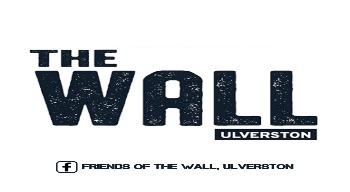 THE
WALL
ULVERSTON
FRIENDS OF THE WALL, ULVERSTON